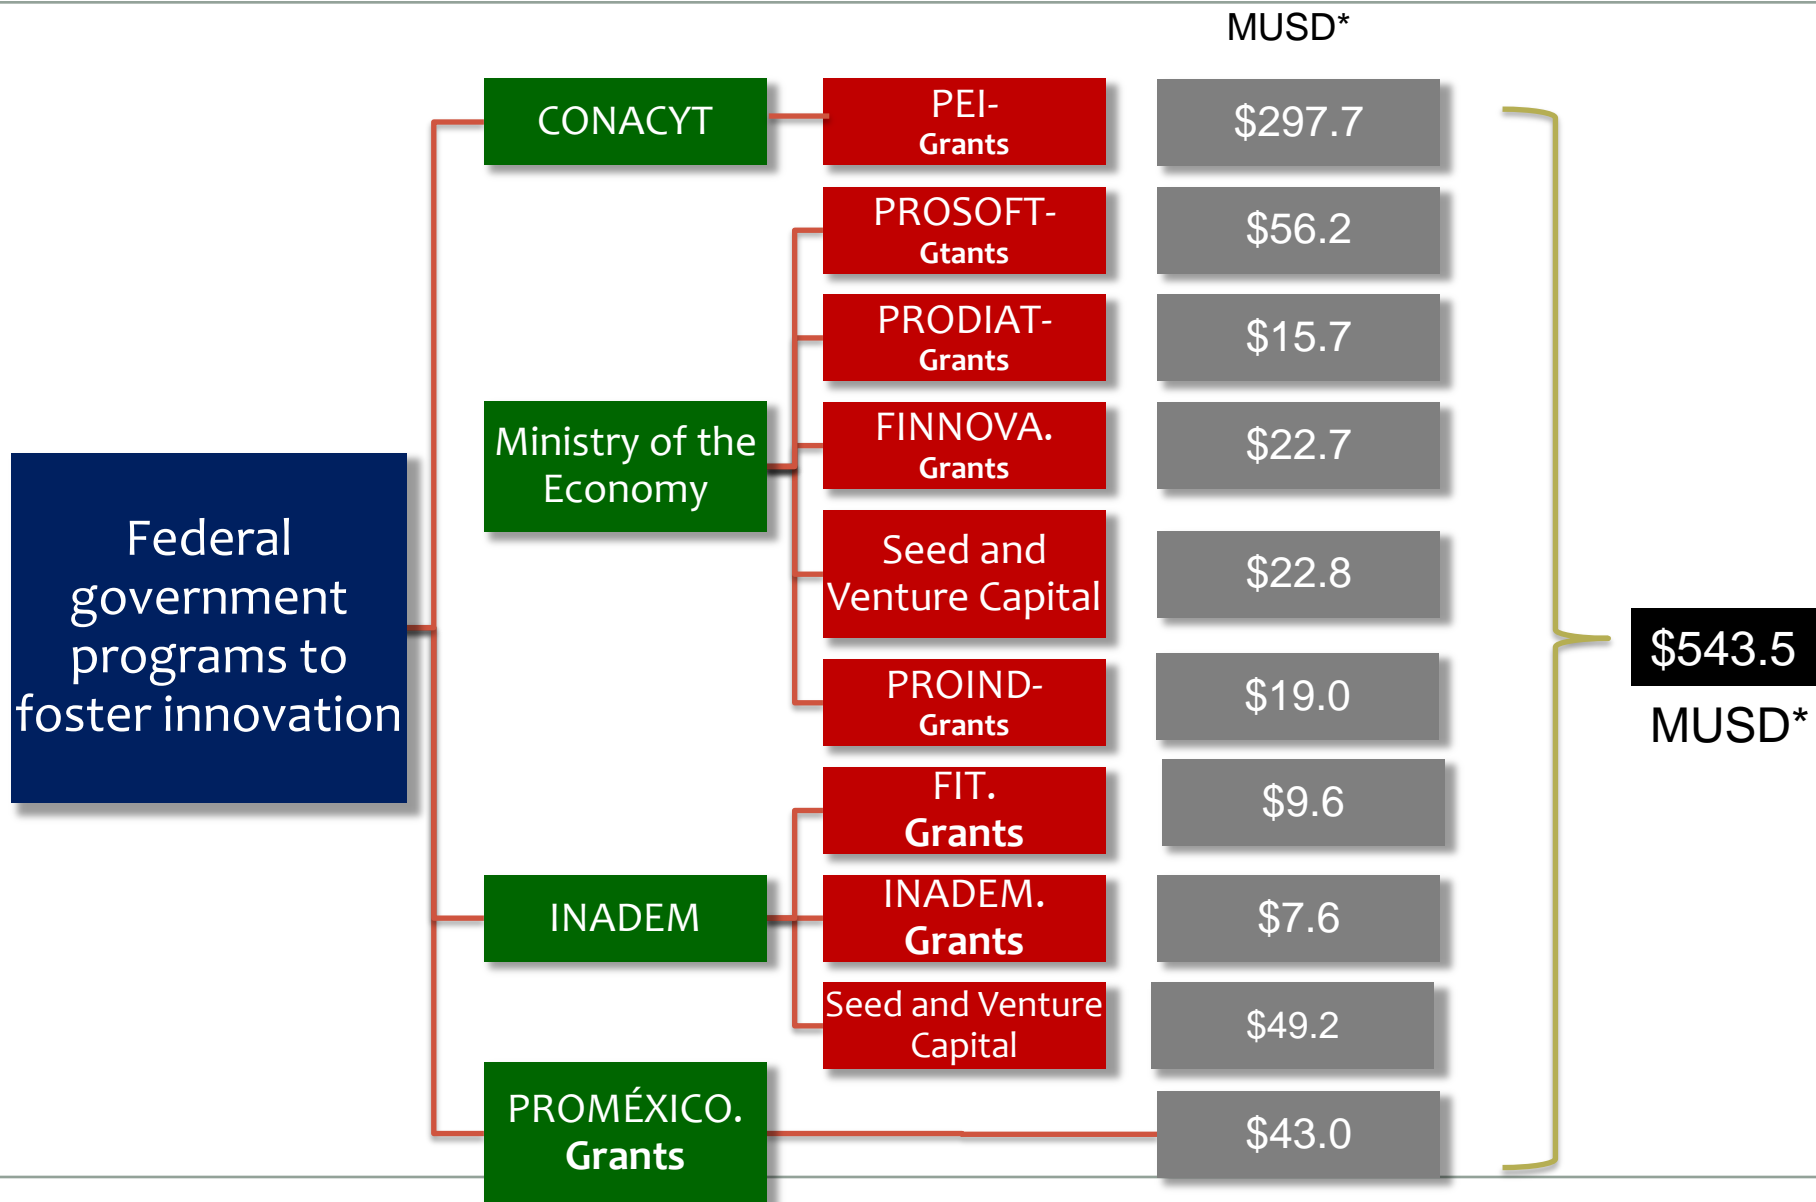 MUSD*
CONACYT
PEI-
Grants
$297.7
PROSOFT-
Gtants
$56.2
PRODIAT-
Grants
$15.7
Ministry of the
Economy
FINNOVA.
Grants
$22.7
Federal
government
programs to
foster innovation
Seed and
Venture Capital
$22.8
$543.5
MUSD*
PROIND-
Grants
$19.0
FIT.
Grants
$9.6
INADEM
INADEM.
Grants
$7.6
Seed and Venture
Capital
$49.2
PROMÉXICO.
Grants
$43.0